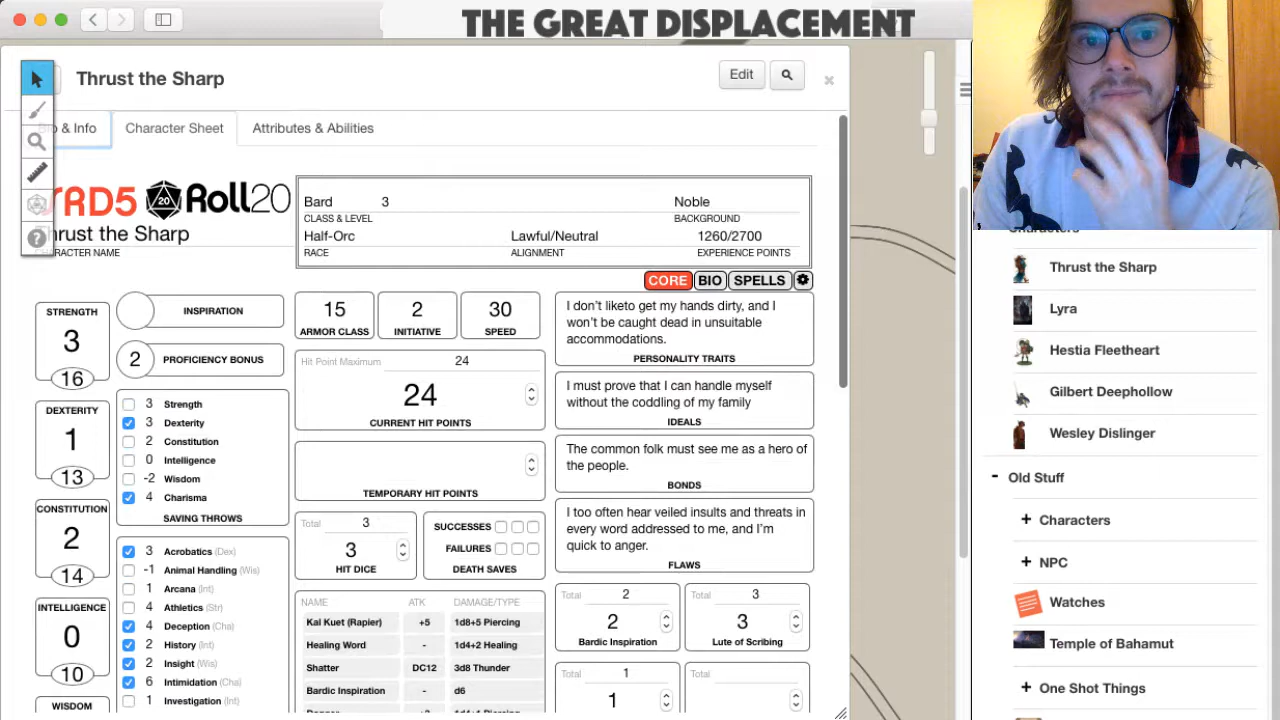 THE GREAT DISPLACEMENT
Thrust the Sharp
Edit
& Info
Character Sheet
Attributes & Abilities
RD5 20 Roll20
Thrust the Sharp
CHARACTER NAME
Bard 3
CLASS & LEVEL
Noble
BACKGROUND
Half-Orc
RACE
Lawful/Neutral
ALIGNMENT
1260/2700
EXPERIENCE POINTS
CORE BIO SPELLS
STRENGTH
3
16
DEXTERITY
1
13
CONSTITUTION
2
14
INTELLIGENCE
0
10
WISDOM
INSPIRATION
2 PROFICIENCY BONUS
3 Strength
3 Dexterity
2 Constitution
0 Intelligence
-2 Wisdom
4 Charisma
SAVING THROWS
3 Acrobatics (Dex)
-1 Animal Handling (Wis)
1 Arcana (Int)
4 Athletics (Str)
4 Deception (Cha)
2 History (Int)
2 Insight (Wis)
6 Intimidation (Cha)
1 Investigation (Int)
15
ARMOR CLASS
2
INITIATIVE
30
SPEED
Hit Point Maximum 24
24
CURRENT HIT POINTS
TEMPORARY HIT POINTS
Total 3
3
HIT DICE
SUCCESSES
FAILURES
DEATH SAVES
NAME ATK DAMAGE/TYPE
Kai Kuet (Rapier) +5 1d8+5 Piercing
Healing Word - 1d4+2 Healing
Shatter DC12 3d8 Thunder
Bardic Inspiration - d6
I don't liketo get my hands dirty, and I
won't be caught dead in unsuitable
accommodations.
PERSONALITY TRAITS
I must prove that I can handle myself
without the coddling of my family
IDEALS
The common folk must see me as a hero of
the people.
BONDS
I too often hear veiled insults and threats in
every word addressed to me, and I'm
quick to anger.
FLAWS
Total 2
2
Bardic Inspiration
Total 3
3
Lute of Scribing
Total 1
1
Total
Characters
Thrust the Sharp
Lyra
Hestia Fleetheart
Gilbert Deephollow
Wesley Dislinger
- Old Stuff
+ Characters
+ NPC
Watches
Temple of Bahamut
+ One Shot Things